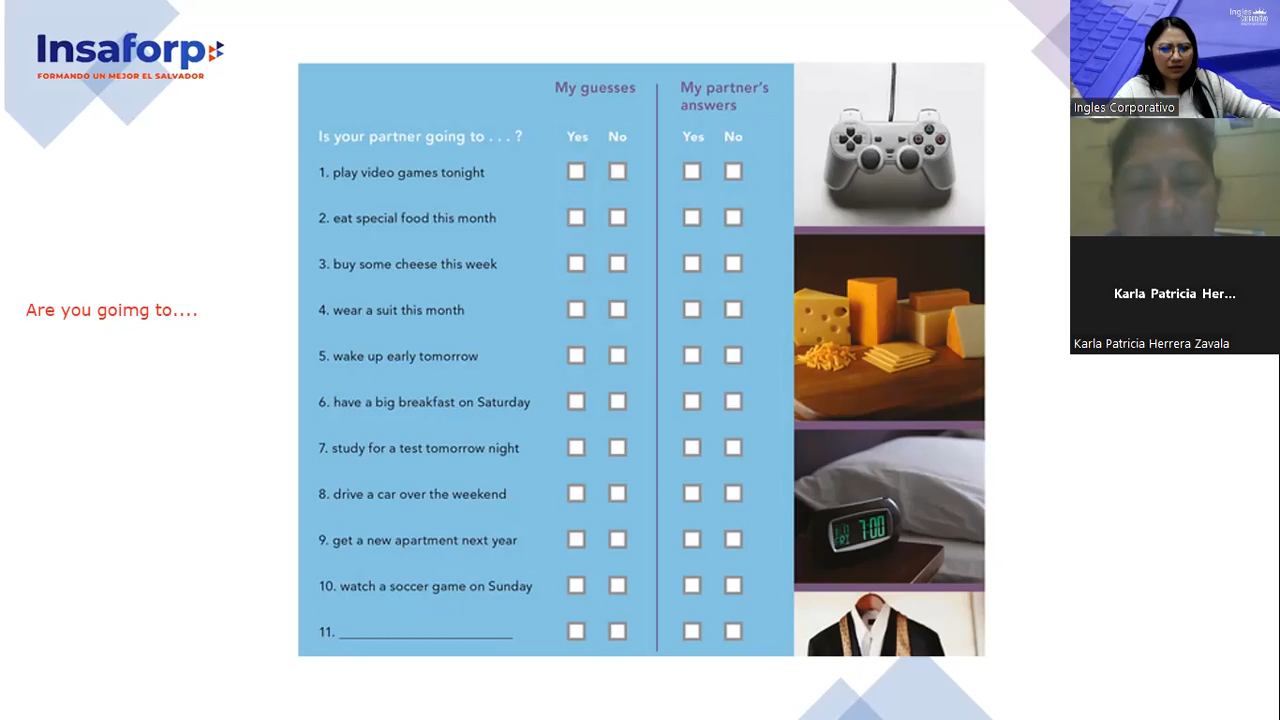 Insaforp
FORMANDO UN MEJOR EL SALVADOR
My guesses
My partner's answers
Is your partner going to . . . ?
Yes No Yes No
1. play video games tonight
2. eat special food this month
3. buy some cheese this week
4. wear a suit this month
5. wake up early tomorrow
6. have a big breakfast on Saturday
7. study for a test tomorrow night
8. drive a car over the weekend
9. get a new apartment next year
10. watch a soccer game on Sunday
11. ____________________
Are you goimg to....
FRI 7:00
Ingles Corporativo
Karla Patricia Her...
Karla Patricia Herrera Zavala